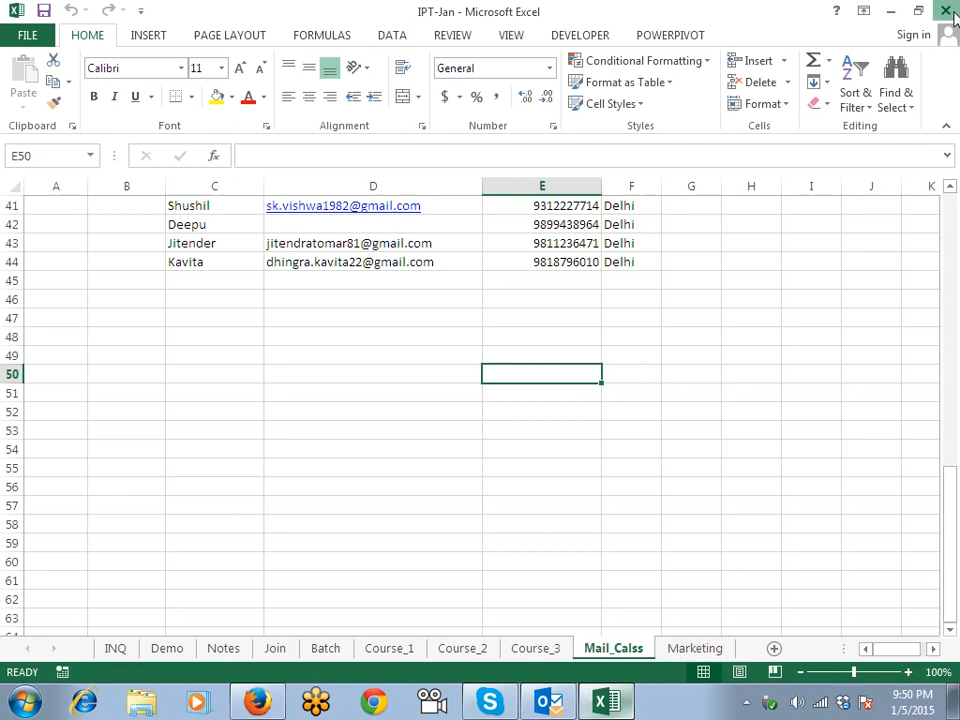 IPT-Jan - Microsoft Excel
FILE HOME INSERT PAGE LAYOUT FORMULAS DATA REVIEW VIEW DEVELOPER POWERPIVOT Sign in
Paste
Calibri 11
B I U
General
$ % ,
Conditional Formatting
Format as Table
Cell Styles
Insert
Delete
Format
Sort & Filter
Find & Select
Clipboard Font Alignment Number Styles Cells Editing
E50 fx
A B C D E F G H I J K
41 Shushil sk.vishwa1982@gmail.com 9312227714 Delhi
42 Deepu 9899438964 Delhi
43 Jitender jitendratomar81@gmail.com 9811236471 Delhi
44 Kavita dhingra.kavita22@gmail.com 9818796010 Delhi
45
46
47
48
49
50
51
52
53
54
55
56
57
58
59
60
61
62
63
INQ Demo Notes Join Batch Course_1 Course_2 Course_3 Mail_Calss Marketing
READY 100%
9:50 PM
1/5/2015